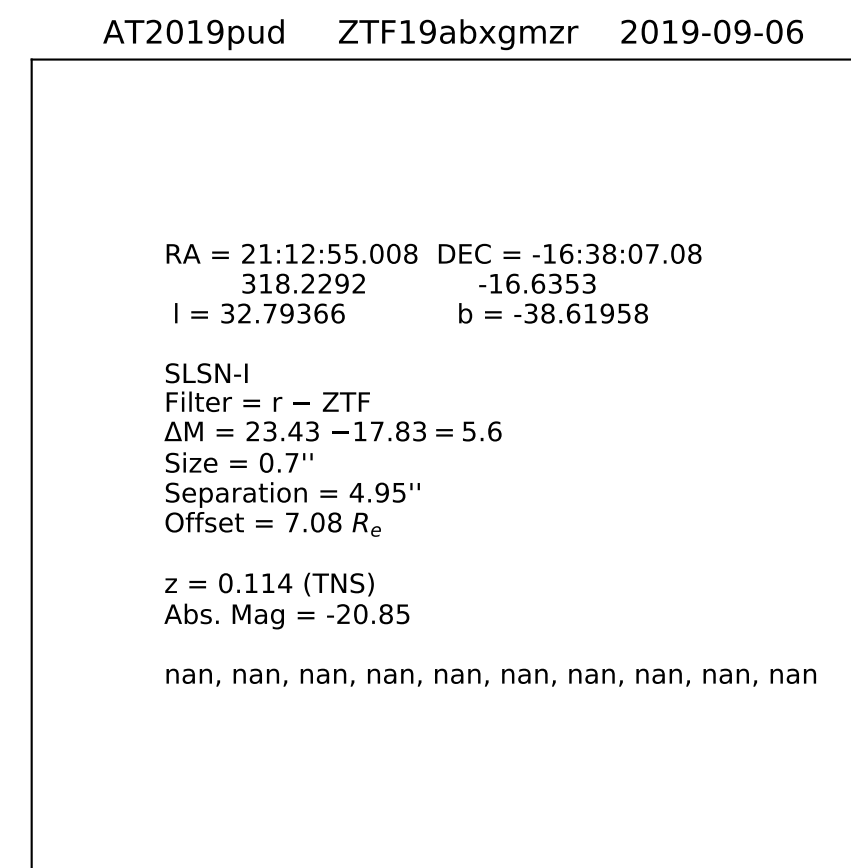 AT2019pud ZTF19abxgmzr 2019-09-06
RA = 21:12:55.008 DEC = -16:38:07.08
318.2292 -16.6353
l = 32.79366 b = -38.61958
SLSN-I
Filter = r − ZTF
ΔM = 23.43 −17.83 = 5.6
Size = 0.7''
Separation = 4.95''
Offset = 7.08 Re
z = 0.114 (TNS)
Abs. Mag = -20.85
nan, nan, nan, nan, nan, nan, nan, nan, nan, nan